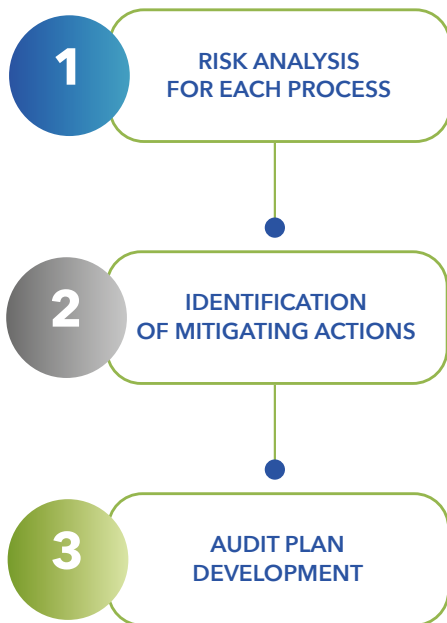 1
RISK ANALYSIS
FOR EACH PROCESS
2
IDENTIFICATION
OF MITIGATING ACTIONS
3
AUDIT PLAN
DEVELOPMENT